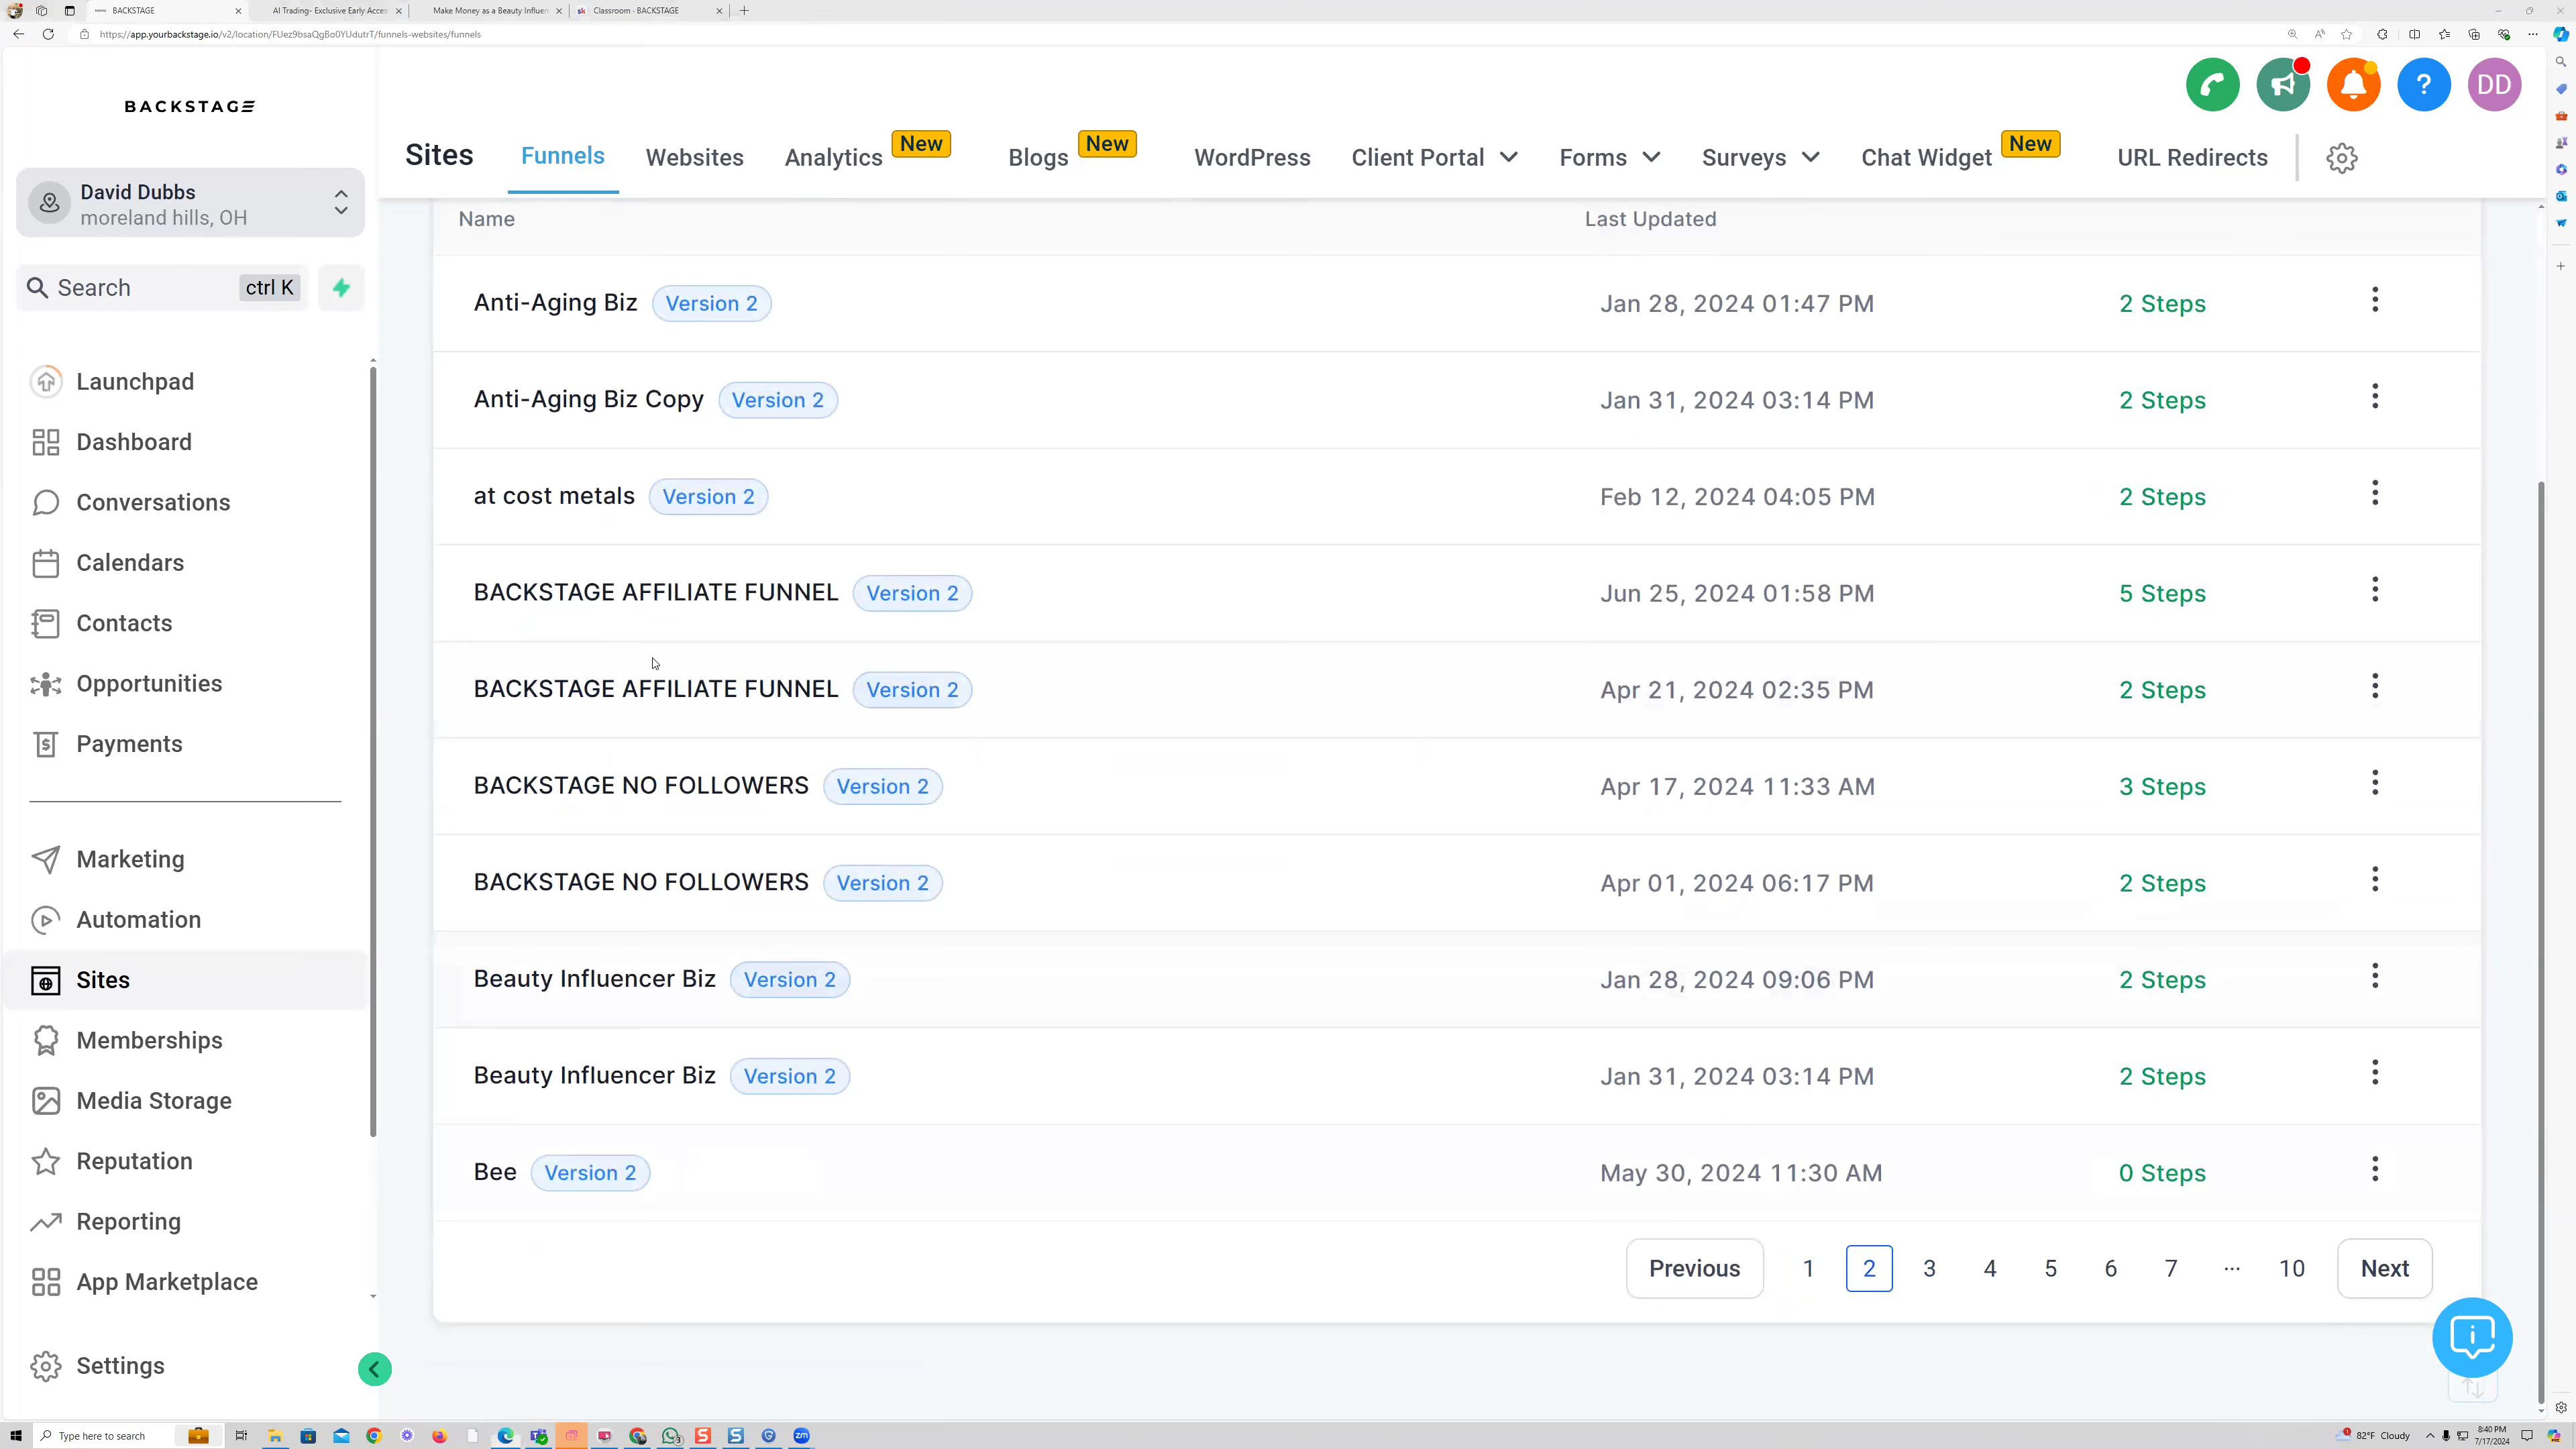 BACKSTAGE
AI Trading- Exclusive Early Acces
Make Money as a Beauty Influen
Classroom - BACKSTAGE
https://app.yourbackstage.io/v2/location/FUez9bsaQgBo0YUdutrT/funnels-websites/funnels
BACKSTAGE
David Dubbs
moreland hills, OH
Search ctrl K
Launchpad
Dashboard
Conversations
Calendars
Contacts
Opportunities
Payments
Marketing
Automation
Sites
Memberships
Media Storage
Reputation
Reporting
App Marketplace
Settings
? DD
Sites Funnels Websites Analytics New Blogs New WordPress Client Portal Forms Surveys Chat Widget New URL Redirects
Name Last Updated
Anti-Aging Biz Version 2 Jan 28, 2024 01:47 PM 2 Steps
Anti-Aging Biz Copy Version 2 Jan 31, 2024 03:14 PM 2 Steps
at cost metals Version 2 Feb 12, 2024 04:05 PM 2 Steps
BACKSTAGE AFFILIATE FUNNEL Version 2 Jun 25, 2024 01:58 PM 5 Steps
BACKSTAGE AFFILIATE FUNNEL Version 2 Apr 21, 2024 02:35 PM 2 Steps
BACKSTAGE NO FOLLOWERS Version 2 Apr 17, 2024 11:33 AM 3 Steps
BACKSTAGE NO FOLLOWERS Version 2 Apr 01, 2024 06:17 PM 2 Steps
Beauty Influencer Biz Version 2 Jan 28, 2024 09:06 PM 2 Steps
Beauty Influencer Biz Version 2 Jan 31, 2024 03:14 PM 2 Steps
Bee Version 2 May 30, 2024 11:30 AM 0 Steps
Previous 1 2 3 4 5 6 7 ··· 10 Next
Type here to search
82°F Cloudy
8:40 PM
7/17/2024